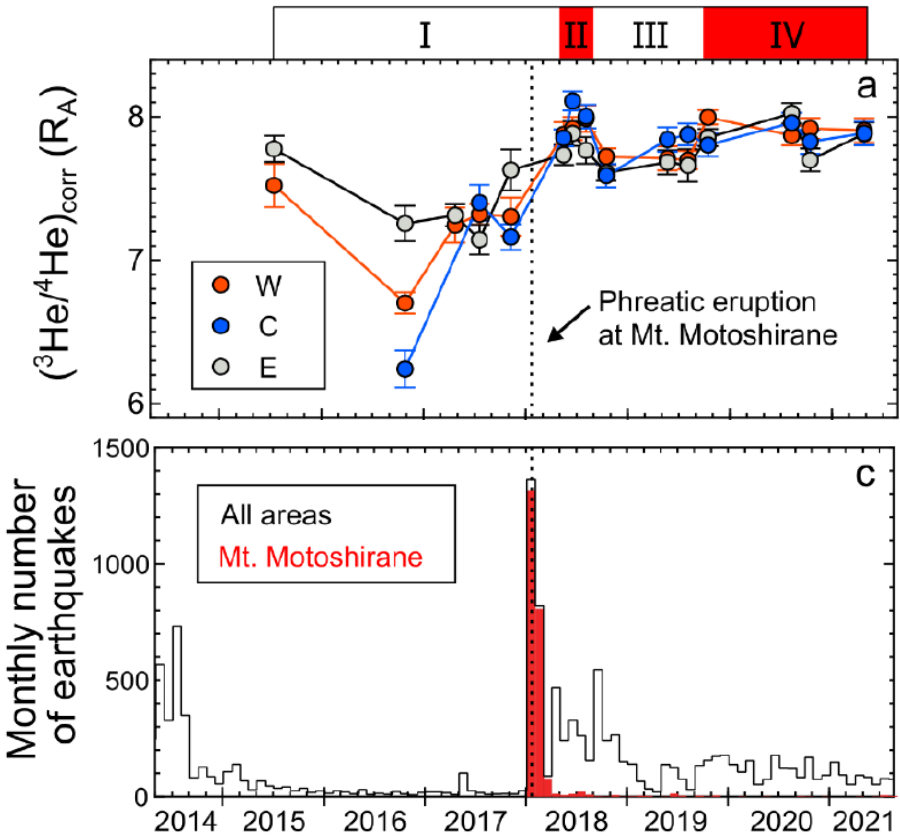 I II III IV
a
8
7
6
(³He/⁴He)corr (RA)
W
C
E
Phreatic eruption
at Mt. Motoshirane
c
1500
1000
500
0
Monthly number
of earthquakes
All areas
Mt. Motoshirane
2014 2015 2016 2017 2018 2019 2020 2021